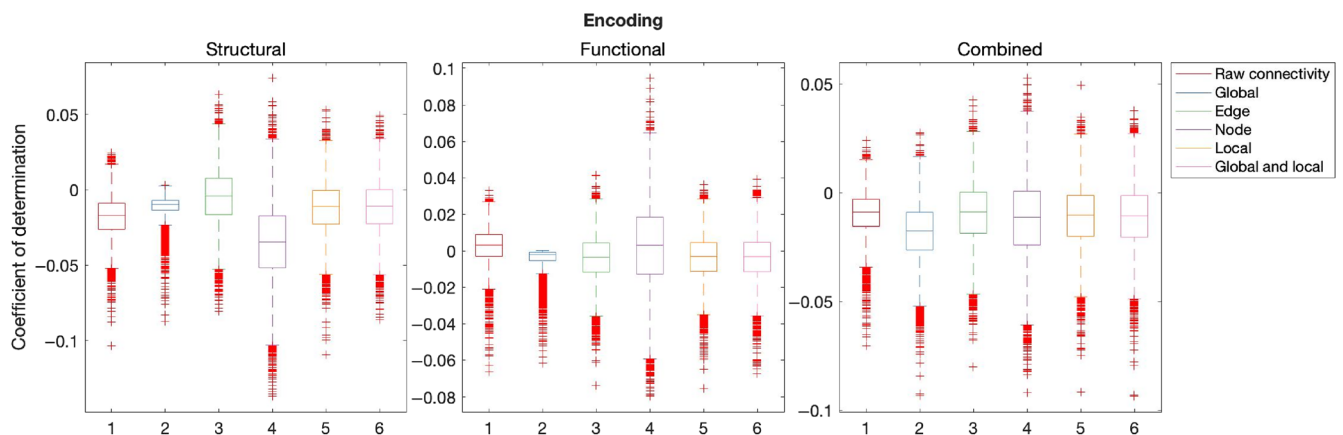 Encoding
Structural
Functional
Combined
Coefficient of determination
0.05
0
−0.05
−0.1
1 2 3 4 5 6
0.1
0.08
0.06
0.04
0.02
0
−0.02
−0.04
−0.06
−0.08
1 2 3 4 5 6
0.05
0
−0.05
−0.1
1 2 3 4 5 6
Raw connectivity
Global
Edge
Node
Local
Global and local